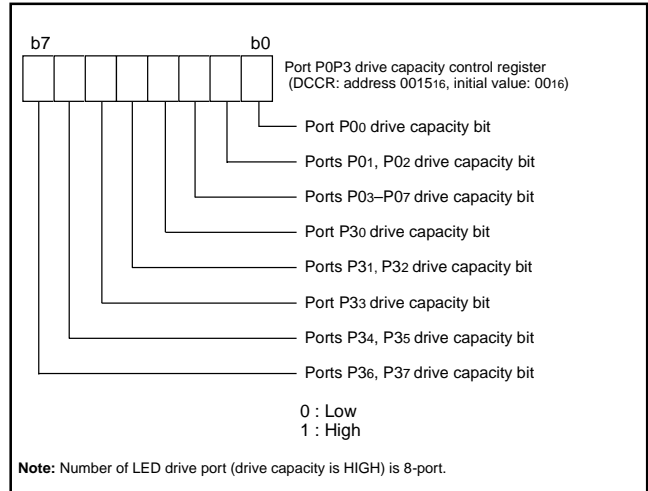 b7 b0
Port P0P3 drive capacity control register
(DCCR: address 001516, initial value: 0016)
Port P00 drive capacity bit
Ports P01, P02 drive capacity bit
Ports P03–P07 drive capacity bit
Port P30 drive capacity bit
Ports P31, P32 drive capacity bit
Port P33 drive capacity bit
Ports P34, P35 drive capacity bit
Ports P36, P37 drive capacity bit
0 : Low
1 : High
Note: Number of LED drive port (drive capacity is HIGH) is 8-port.